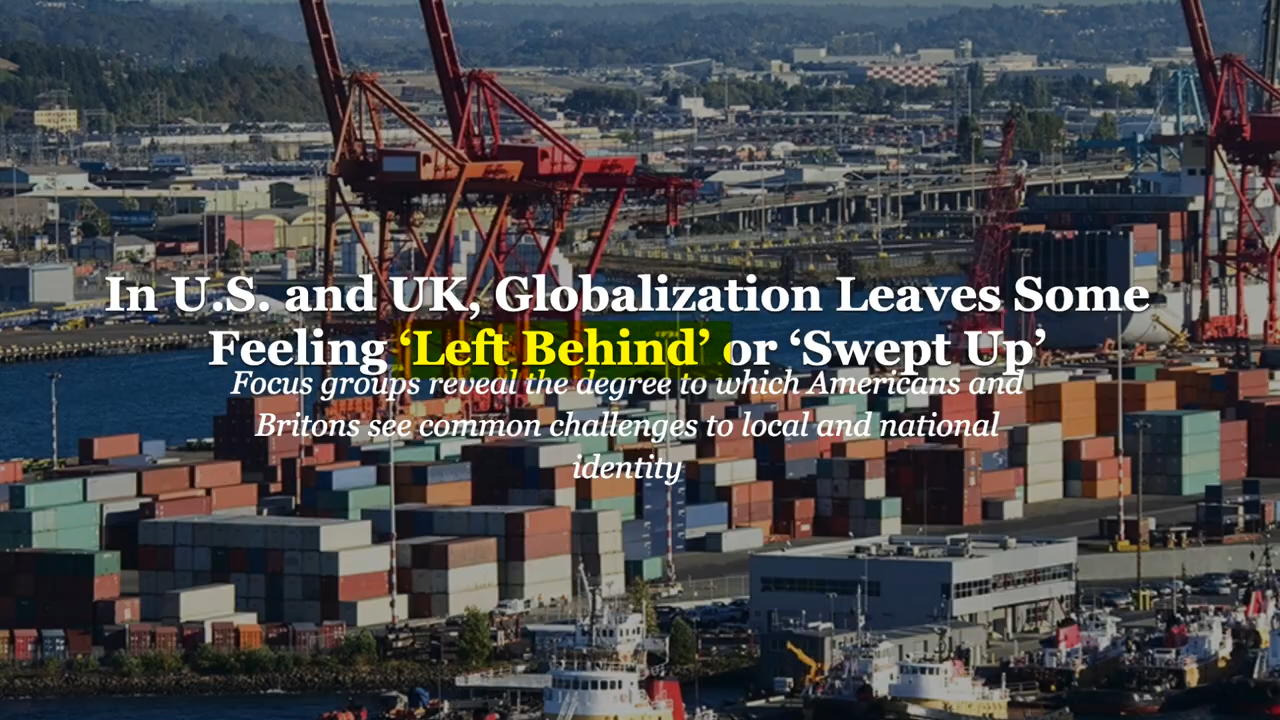 In U.S. and UK, Globalization Leaves Some
Feeling ‘Left Behind’ or ‘Swept Up’
Focus groups reveal the degree to which Americans and
Britons see common challenges to local and national
identity